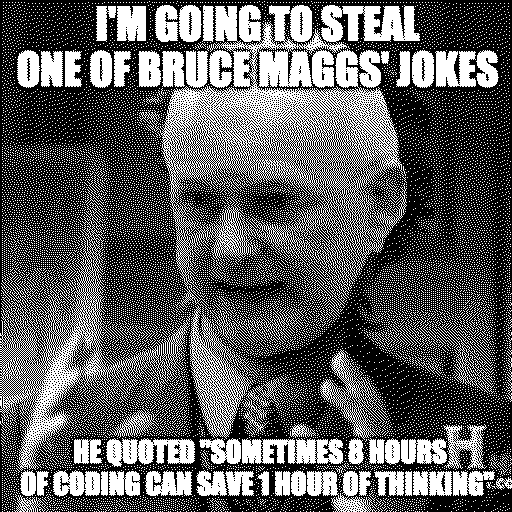 I'M GOING TO STEAL
ONE OF BRUCE MAGGS' JOKES
H
HE QUOTED "SOMETIMES 8 HOURS
OF CODING CAN SAVE 1 HOUR OF THINKING"